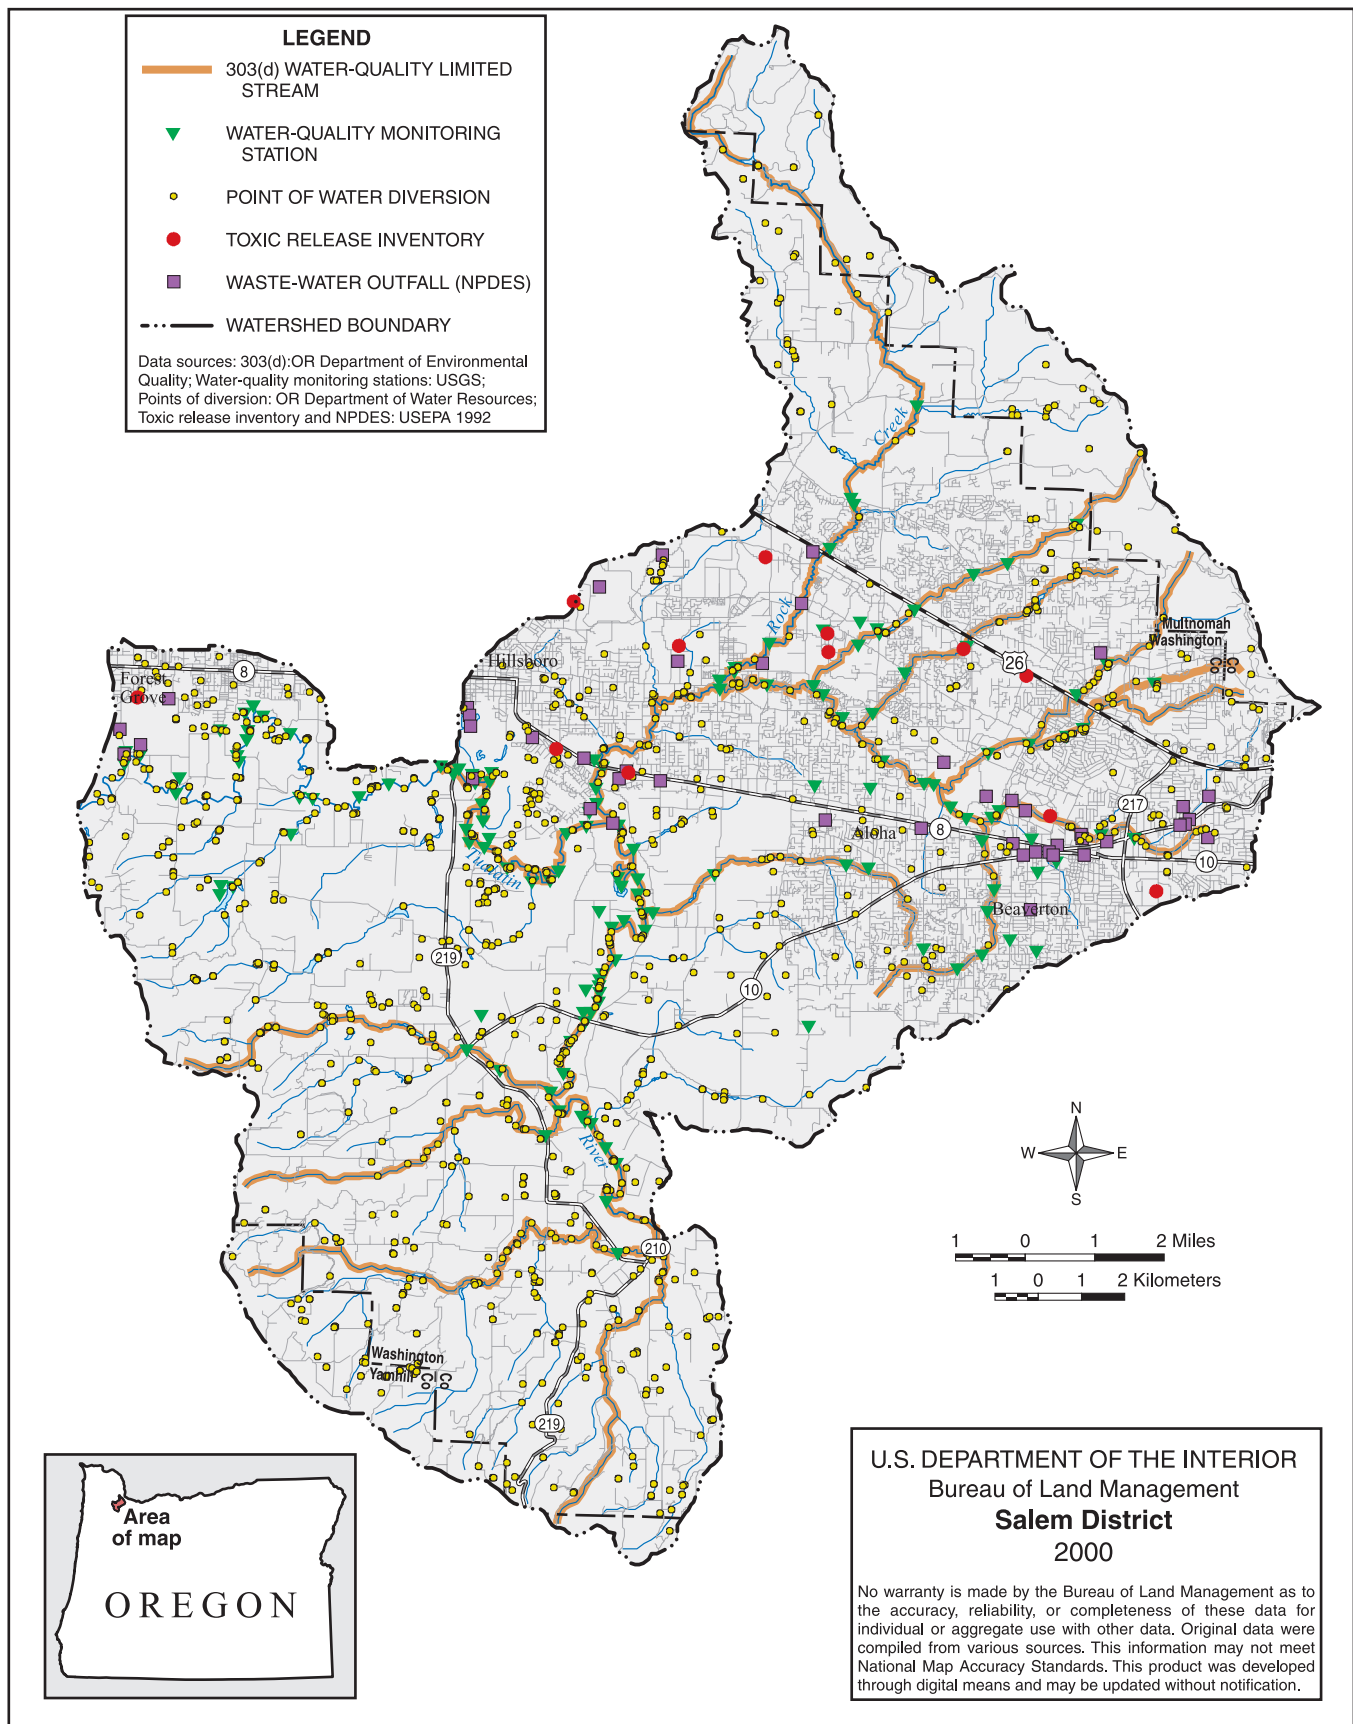 LEGEND
303(d) WATER-QUALITY LIMITED
STREAM
WATER-QUALITY MONITORING
STATION
POINT OF WATER DIVERSION
TOXIC RELEASE INVENTORY
WASTE-WATER OUTFALL (NPDES)
WATERSHED BOUNDARY
Data sources: 303(d):OR Department of Environmental
Quality; Water-quality monitoring stations: USGS;
Points of diversion: OR Department of Water Resources;
Toxic release inventory and NPDES: USEPA 1992
Creek
Rock
Multnomah
Washington
Co
Co
26
Hillsboro
8
Forest
Grove
217
8
Aloha
10
Tualatin
Beaverton
219
10
River
N
W
E
S
210
1 0 1 2 Miles
1 0 1 2 Kilometers
Washington
Yamhill
Co
Co
219
Area
of map
OREGON
U.S. DEPARTMENT OF THE INTERIOR
Bureau of Land Management
Salem District
2000
No warranty is made by the Bureau of Land Management as to
the accuracy, reliability, or completeness of these data for
individual or aggregate use with other data. Original data were
compiled from various sources. This information may not meet
National Map Accuracy Standards. This product was developed
through digital means and may be updated without notification.